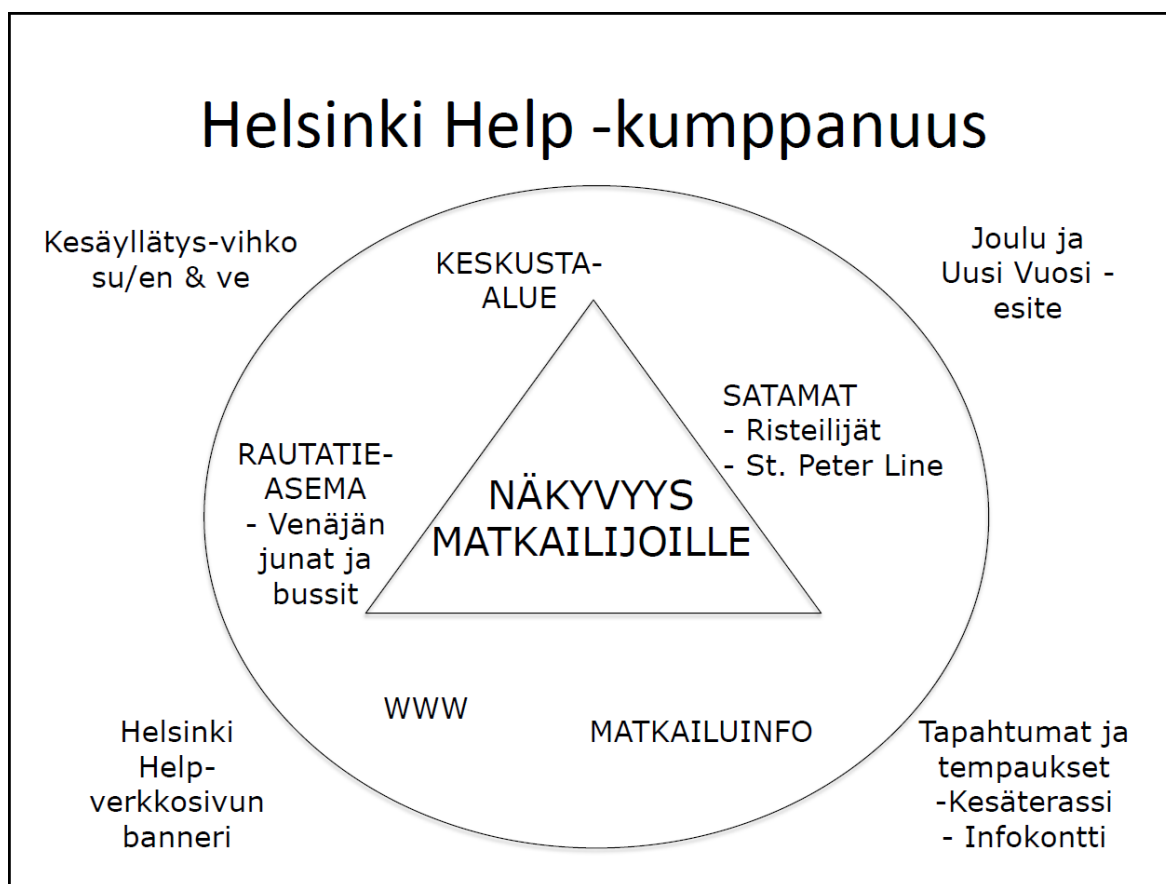 Helsinki Help -kumppanuus
Kesäyllätys-vihko
su/en & ve
Joulu ja
Uusi Vuosi -
esite
KESKUSTA-
ALUE
SATAMAT
- Risteilijät
- St. Peter Line
RAUTATIE-
ASEMA
- Venäjän
junat ja
bussit
NÄKYVYYS
MATKAILIJOILLE
WWW
MATKAILUINFO
Helsinki
Help-
verkkosivun
banneri
Tapahtumat ja
tempaukset
-Kesäterassi
- Infokontti